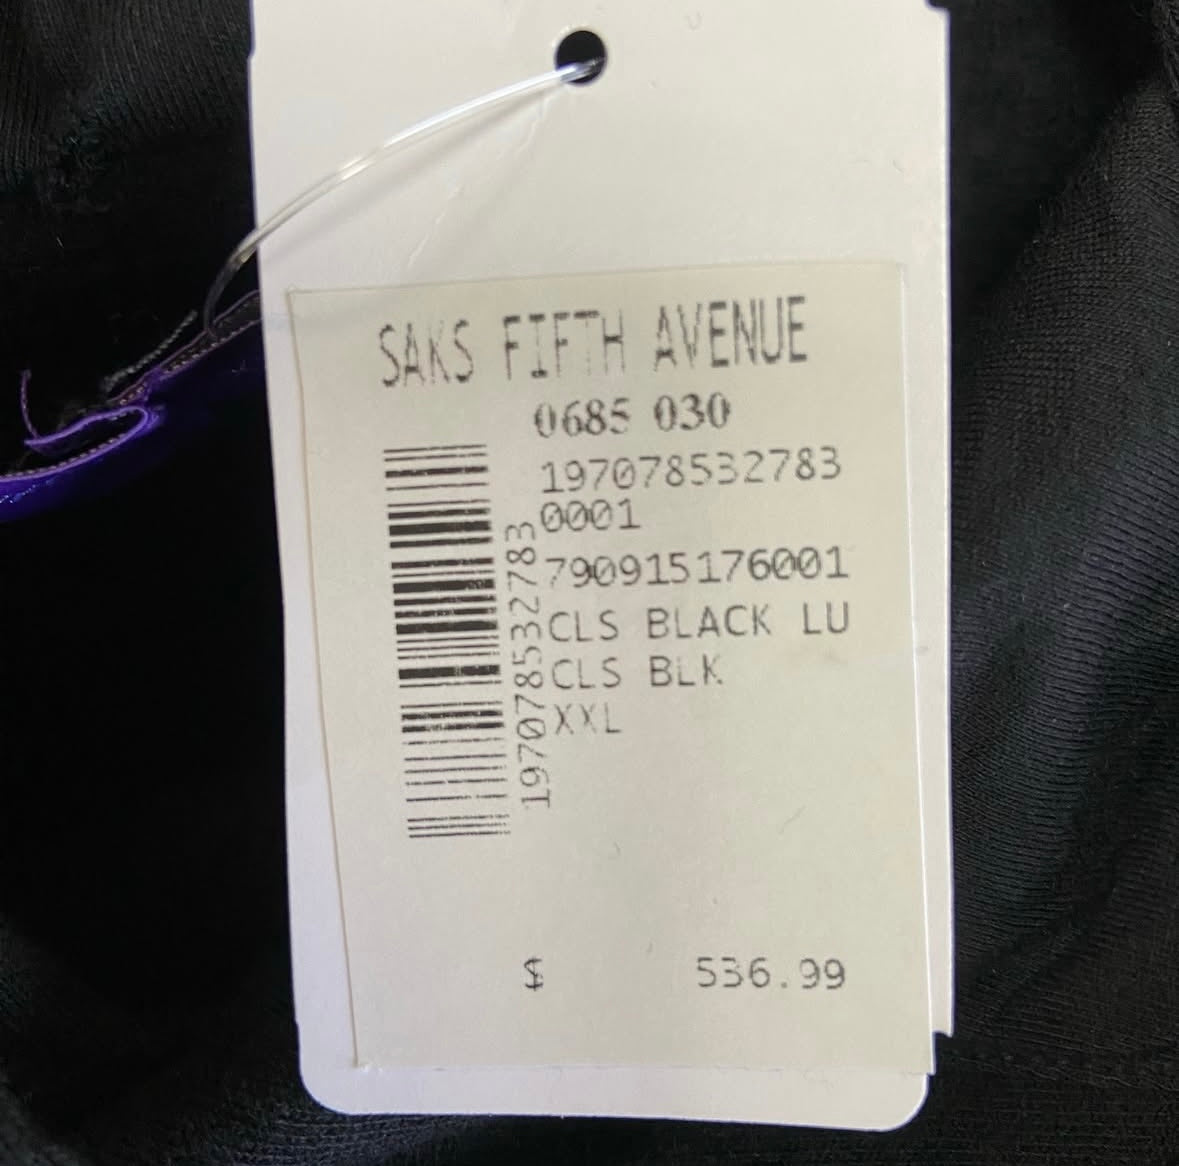 SAKS FIFTH AVENUE
0685 030
197078532783
0001
790915176001
CLS BLACK LU
CLS BLK
XXL
197078532783
$ 536.99